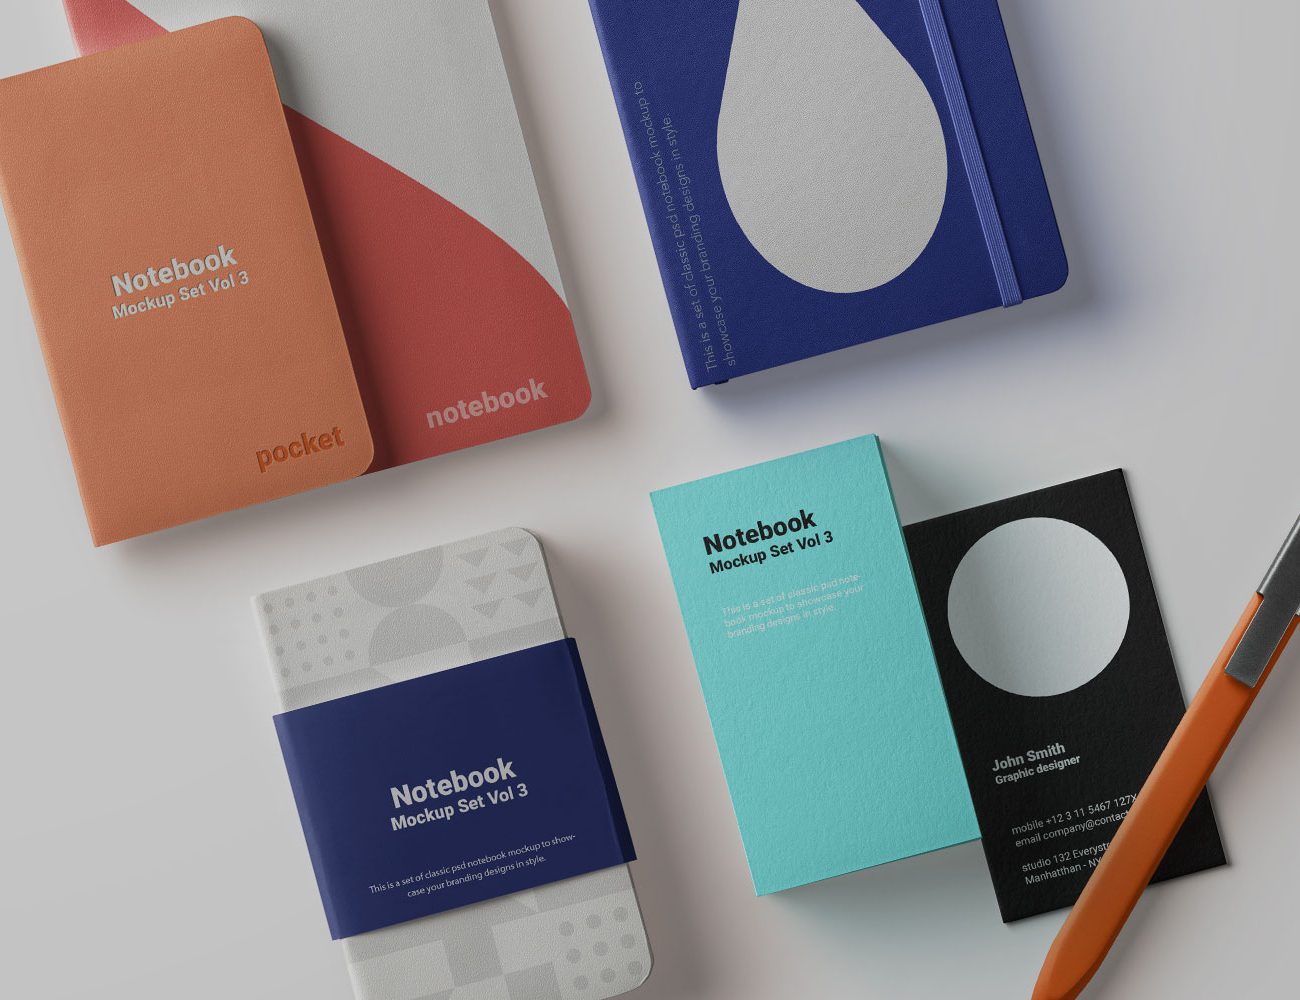 Notebook
Mockup Set Vol 3
pocket
notebook
This is a set of classic psd notebook mockup to
showcase your branding designs in style.
Notebook
Mockup Set Vol 3
This is a set of classic psd note-
book mockup to showcase your
branding designs in style.
John Smith
Graphic designer
mobile +12 3 11 5467 127X
email company@contact
studio 132 Everystr
Manhatthan - NY
Notebook
Mockup Set Vol 3
This is a set of classic psd notebook mockup to show-
case your branding designs in style.